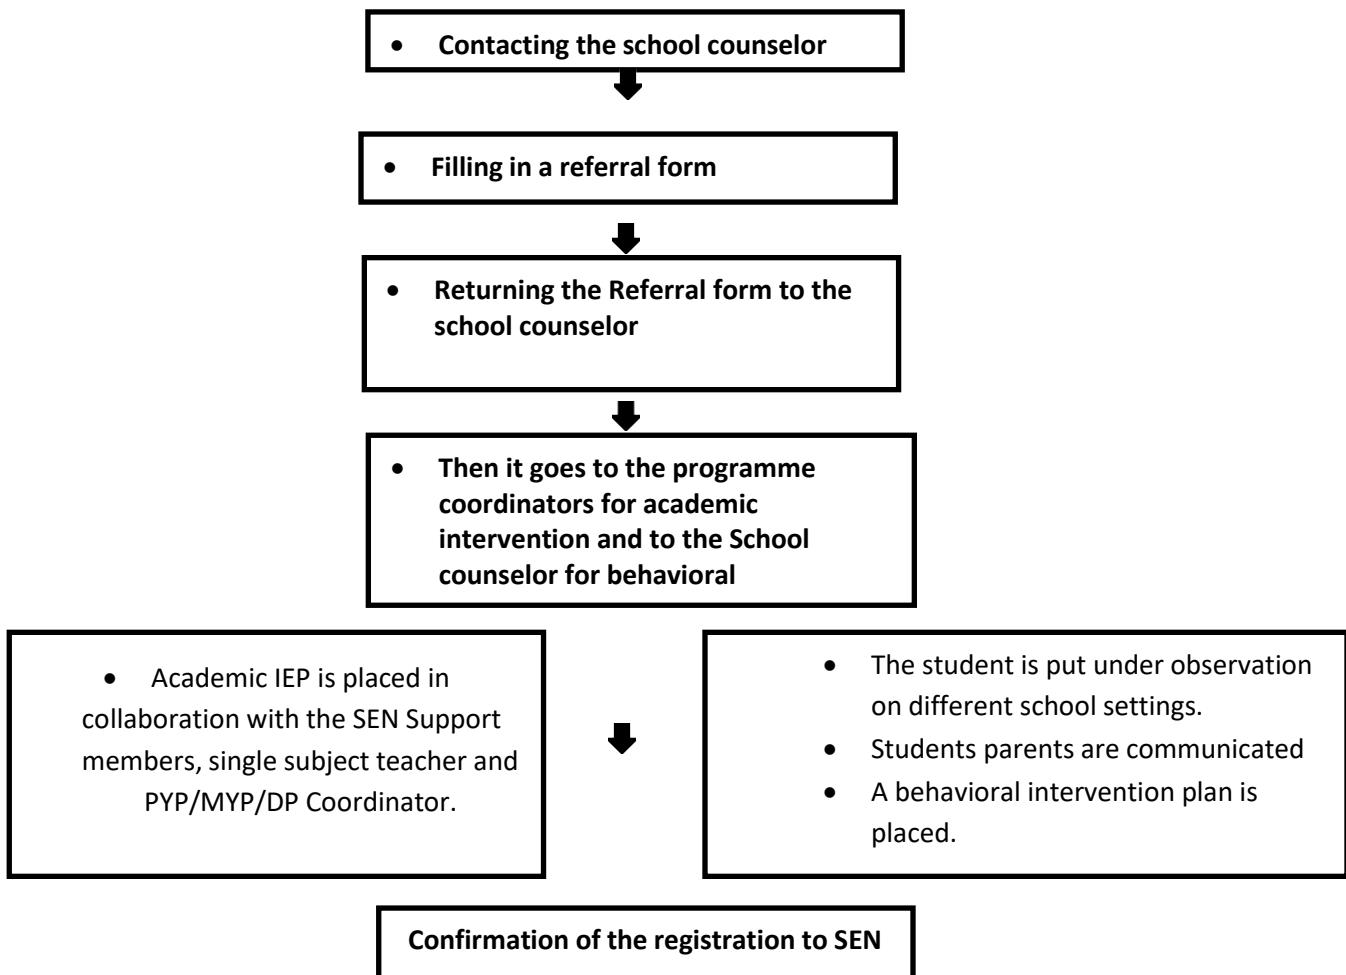 • Contacting the school counselor
• Filling in a referral form
• Returning the Referral form to the
school counselor
• Then it goes to the programme
coordinators for academic
intervention and to the School
counselor for behavioral
• Academic IEP is placed in
collaboration with the SEN Support
members, single subject teacher and
PYP/MYP/DP Coordinator.
• The student is put under observation
on different school settings.
• Students parents are communicated
• A behavioral intervention plan is
placed.
Confirmation of the registration to SEN